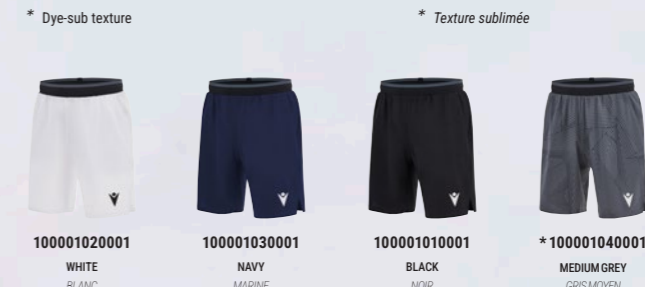 * Dye-sub texture
* Texture sublimée
100001020001
100001030001
100001010001
*100001040001
WHITE
NAVY
BLACK
MEDIUM GREY
BLANC
MARINE
NOIR
GRIS MOYEN